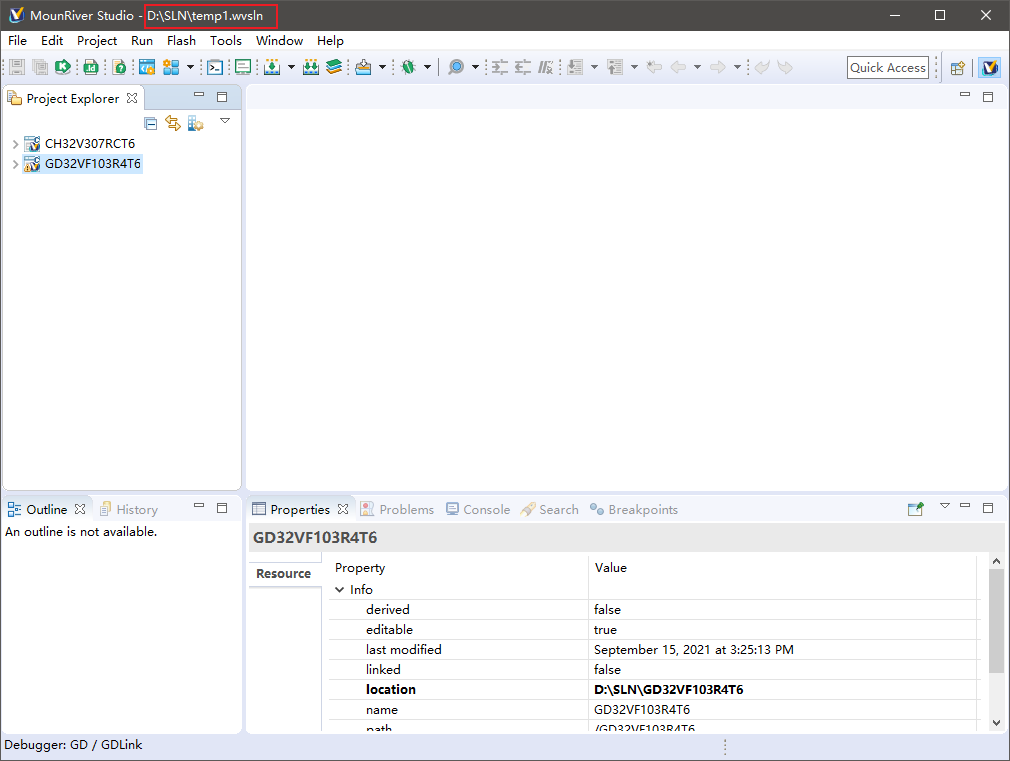 MounRiver Studio - D:\SLN\temp1.wvsln
File Edit Project Run Flash Tools Window Help
Quick Access
Project Explorer
CH32V307RCT6
GD32VF103R4T6
Outline History
An outline is not available.
Properties Problems Console Search Breakpoints
GD32VF103R4T6
Resource
Property Value
Info
derived false
editable true
last modified September 15, 2021 at 3:25:13 PM
linked false
location D:\SLN\GD32VF103R4T6
name GD32VF103R4T6
path /GD32VF103R4T6
Debugger: GD / GDLink